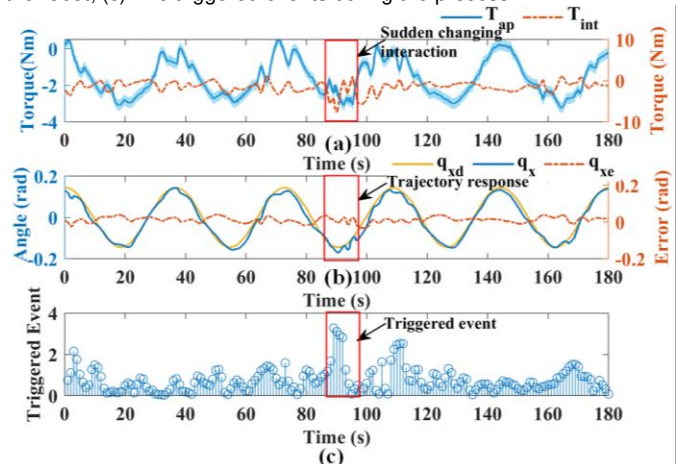 T_ap T_int
Sudden changing
interaction
Torque(Nm)
0
-2
-4
10
0
-10
Torque (Nm)
0 20 40 60 80 100 120 140 160 180
(a)
Time (s)
q_xd q_x q_xe
Trajectory response
Angle (rad)
0.2
0
-0.2
0.2
0
-0.2
Error (rad)
0 20 40 60 80 100 120 140 160 180
(b)
Time (s)
Triggered event
Triggered Event
4
2
0
0 20 40 60 80 100 120 140 160 180
Time (s)
(c)